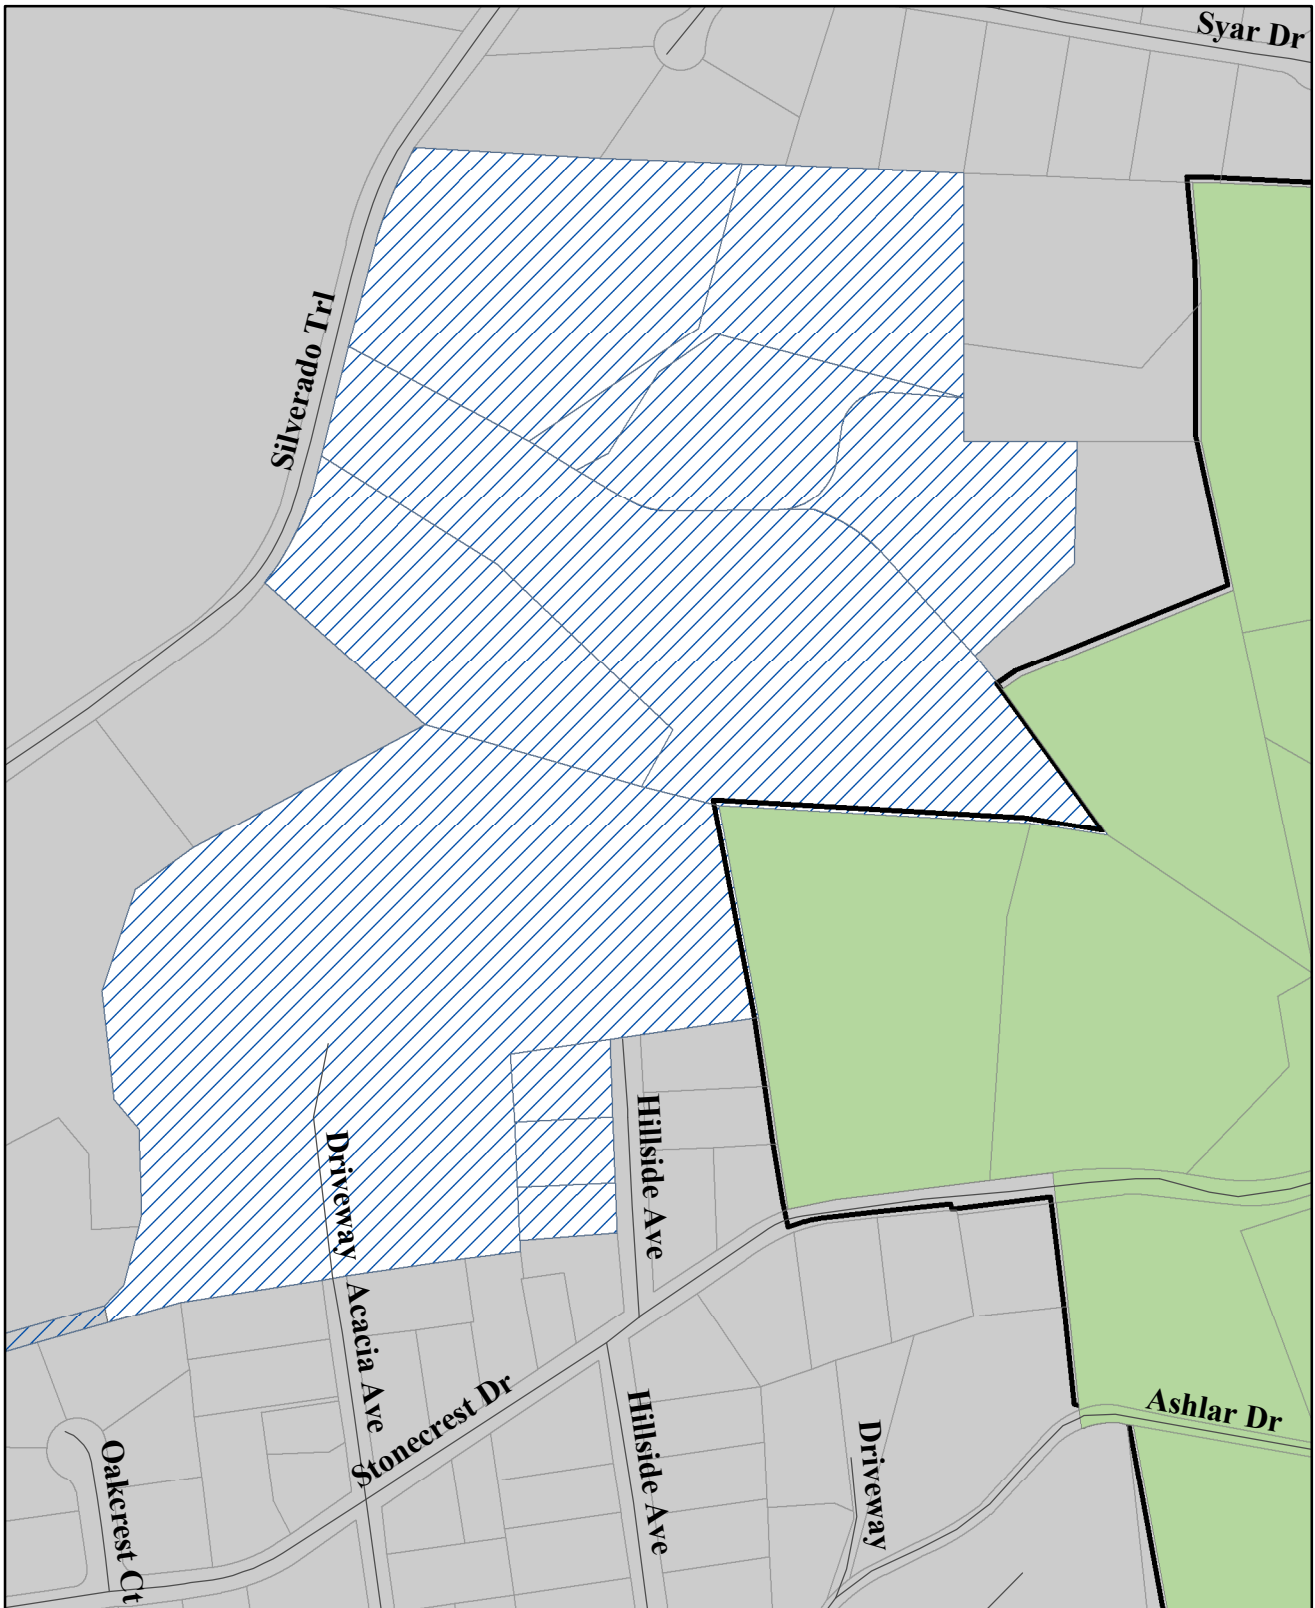 Syar Dr
Silverado Trl
Hillside Ave
Driveway
Acacia Ave
Stonecrest Dr
Hillside Ave
Ashlar Dr
Driveway
Oakcrest Ct